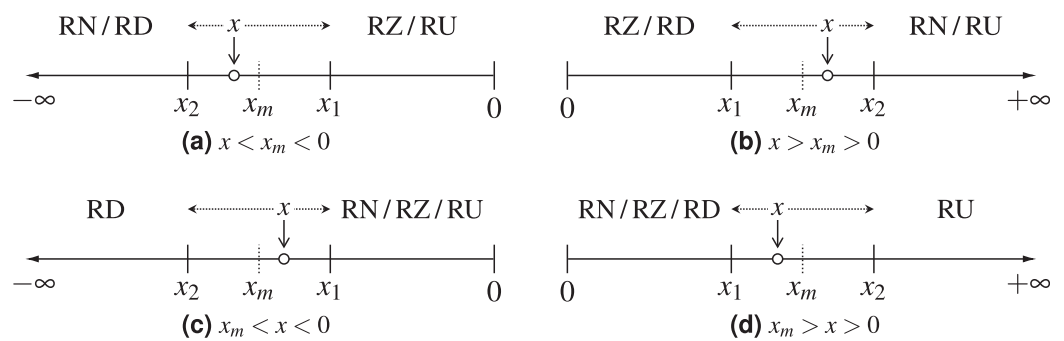 RN/RD x RZ/RU
−∞ x₂ xₘ x₁ 0
(a) x < xₘ < 0
RZ/RD x RN/RU
0 x₁ xₘ x₂ +∞
(b) x > xₘ > 0
RD x RN/RZ/RU
−∞ x₂ xₘ x₁ 0
(c) xₘ < x < 0
RN/RZ/RD x RU
0 x₁ xₘ x₂ +∞
(d) xₘ > x > 0